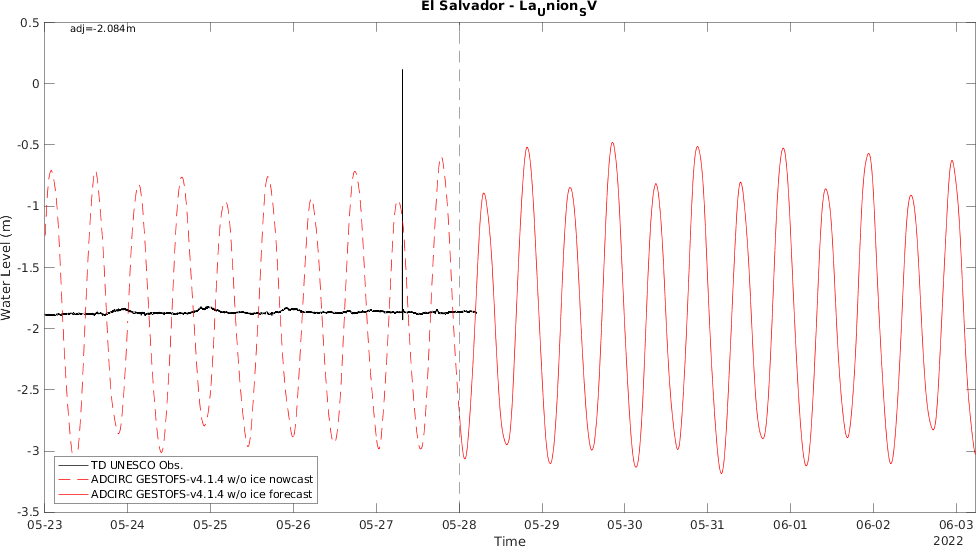 El Salvador - LaUnionSV
adj=-2.084m
0.5
0
-0.5
-1
-1.5
-2
-2.5
-3
-3.5
Water Level (m)
TD UNESCO Obs.
ADCIRC GESTOFS-v4.1.4 w/o ice nowcast
ADCIRC GESTOFS-v4.1.4 w/o ice forecast
05-23 05-24 05-25 05-26 05-27 05-28 05-29 05-30 05-31 06-01 06-02 06-03
Time
2022